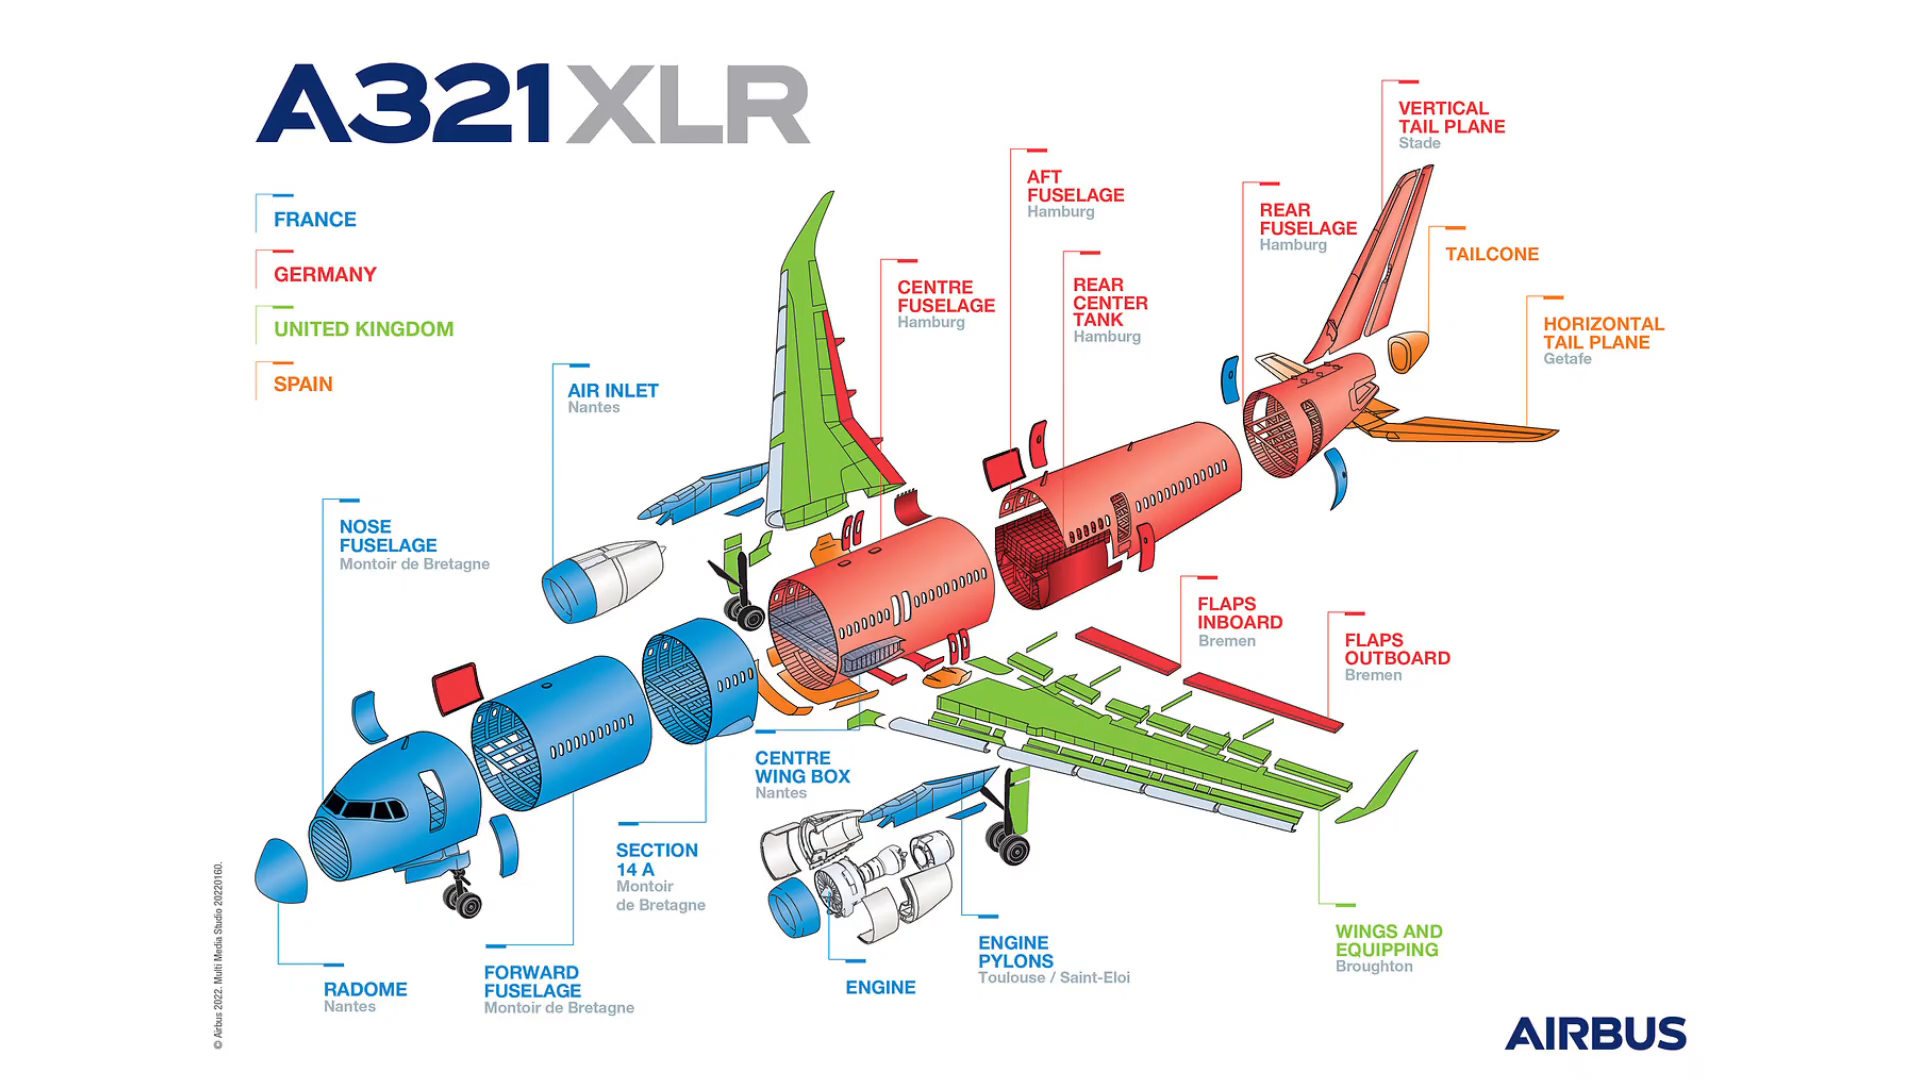 A321XLR
FRANCE
GERMANY
UNITED KINGDOM
SPAIN
VERTICAL
TAIL PLANE
Stade
AFT
FUSELAGE
Hamburg
REAR
FUSELAGE
Hamburg
TAILCONE
CENTRE
FUSELAGE
Hamburg
REAR
CENTER
TANK
Hamburg
HORIZONTAL
TAIL PLANE
Getafe
AIR INLET
Nantes
NOSE
FUSELAGE
Montoir de Bretagne
FLAPS
INBOARD
Bremen
FLAPS
OUTBOARD
Bremen
CENTRE
WING BOX
Nantes
SECTION
14 A
Montoir
de Bretagne
ENGINE
PYLONS
Toulouse / Saint-Eloi
WINGS AND
EQUIPPING
Broughton
RADOME
Nantes
FORWARD
FUSELAGE
Montoir de Bretagne
ENGINE
© Airbus 2022. Multi Media Studio 20220160.
AIRBUS